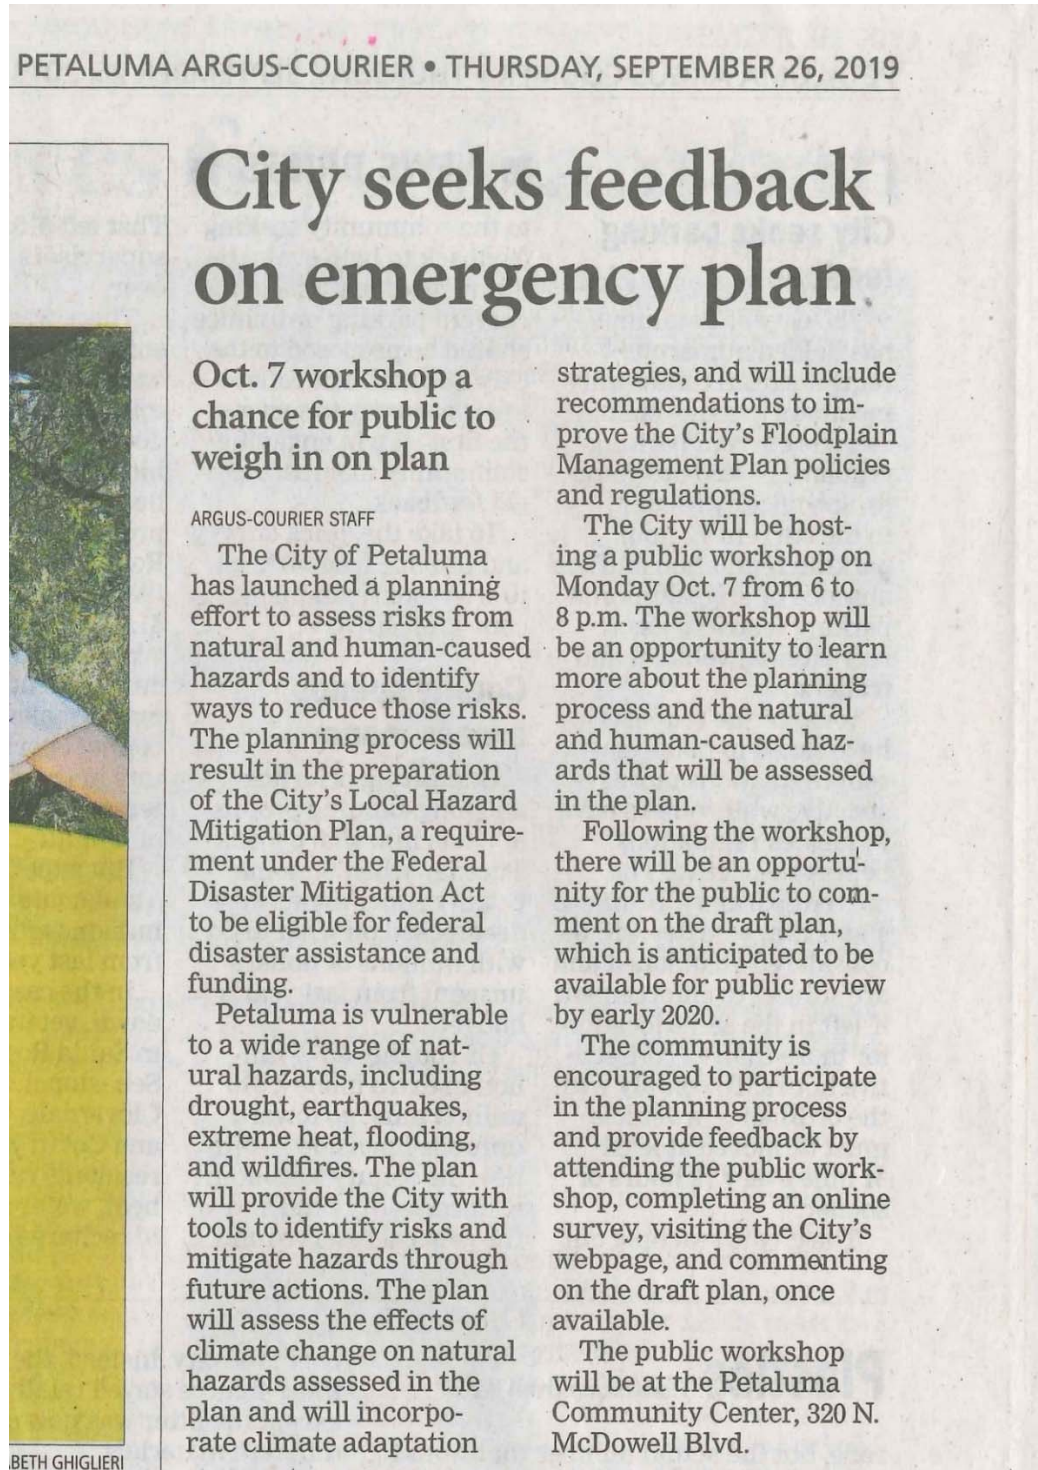 PETALUMA ARGUS-COURIER • THURSDAY, SEPTEMBER 26, 2019
City seeks feedback
on emergency plan
Oct. 7 workshop a
chance for public to
weigh in on plan
ARGUS-COURIER STAFF
The City of Petaluma
has launched a planning
effort to assess risks from
natural and human-caused
hazards and to identify
ways to reduce those risks.
The planning process will
result in the preparation
of the City's Local Hazard
Mitigation Plan, a require-
ment under the Federal
Disaster Mitigation Act
to be eligible for federal
disaster assistance and
funding.
Petaluma is vulnerable
to a wide range of nat-
ural hazards, including
drought, earthquakes,
extreme heat, flooding,
and wildfires. The plan
will provide the City with
tools to identify risks and
mitigate hazards through
future actions. The plan
will assess the effects of
climate change on natural
hazards assessed in the
plan and will incorpo-
rate climate adaptation
strategies, and will include
recommendations to im-
prove the City's Floodplain
Management Plan policies
and regulations.
The City will be host-
ing a public workshop on
Monday Oct. 7 from 6 to
8 p.m. The workshop will
be an opportunity to learn
more about the planning
process and the natural
and human-caused haz-
ards that will be assessed
in the plan.
Following the workshop,
there will be an opportu-
nity for the public to com-
ment on the draft plan,
which is anticipated to be
available for public review
by early 2020.
The community is
encouraged to participate
in the planning process
and provide feedback by
attending the public work-
shop, completing an online
survey, visiting the City's
webpage, and commenting
on the draft plan, once
available.
The public workshop
will be at the Petaluma
Community Center, 320 N.
McDowell Blvd.
BETH GHIGLIERI